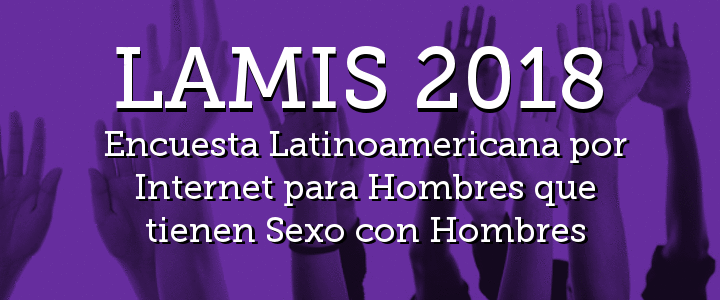 LAMIS 2018
Encuesta Latinoamericana por
Internet para Hombres que
tienen Sexo con Hombres